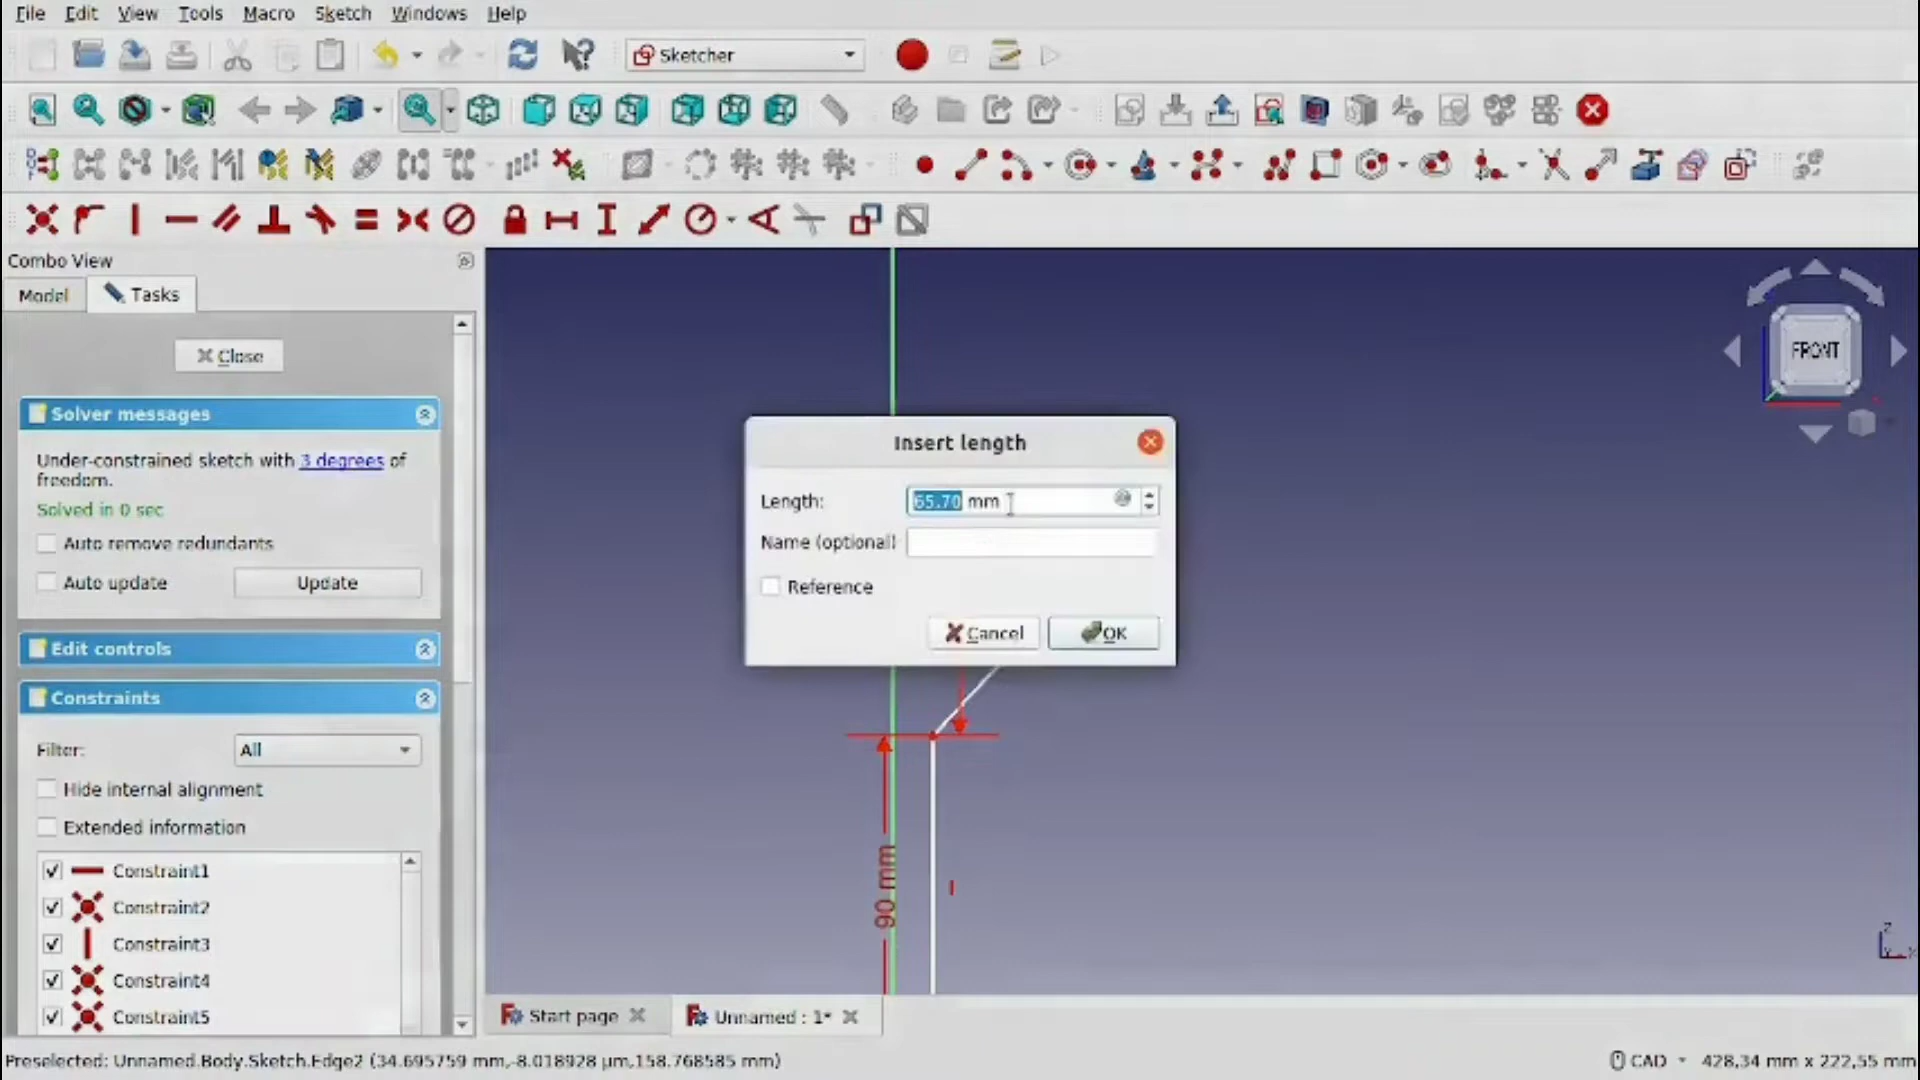 File Edit View Tools Macro Sketch Windows Help
Sketcher
Combo View
Model Tasks
Close
Solver messages
Under-constrained sketch with 3 degrees of
freedom.
Solved in 0 sec
Auto remove redundants
Auto update Update
Edit controls
Constraints
Filter: All
Hide internal alignment
Extended information
Constraint1
Constraint2
Constraint3
Constraint4
Constraint5
FRONT
Insert length
Length: 65.70 mm
Name (optional)
Reference
Cancel OK
90 mm
Z
Start page Unnamed : 1*
Preselected: Unnamed.Body.Sketch.Edge2 (34.695759 mm,-8.018928 µm,158.768585 mm) CAD 428,34 mm x 222,55 mm